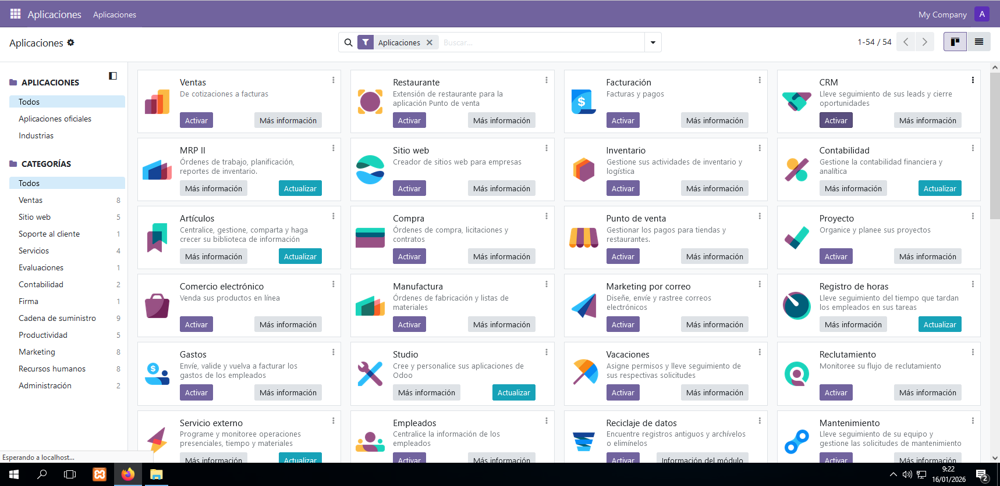 Aplicaciones Aplicaciones My Company A
Aplicaciones Aplicaciones Buscar... 1-54 / 54
APLICACIONES
Todos
Aplicaciones oficiales
Industrias
CATEGORÍAS
Todos
Ventas 8
Sitio web 5
Soporte al cliente 1
Servicios 4
Evaluaciones 1
Contabilidad 2
Firma 1
Cadena de suministro 9
Productividad 5
Marketing 8
Recursos humanos 8
Administración 2
Ventas
De cotizaciones a facturas
Activar Más información
Restaurante
Extensión de restaurante para la
aplicación Punto de venta
Activar Más información
Facturación
Facturas y pagos
$
Activar Más información
CRM
Lleve seguimiento de sus leads y cierre
oportunidades
Activar Más información
MRP II
Órdenes de trabajo, planificación,
reportes de inventario.
Más información Actualizar
Sitio web
Creador de sitios web para empresas
Activar Más información
Inventario
Gestione sus actividades de inventario y
logística
Activar Más información
Contabilidad
Gestione la contabilidad financiera y
analítica
Más información Actualizar
Artículos
Centralice, gestione, comparta y haga
crecer su biblioteca de información
Más información Actualizar
Compra
Órdenes de compra, licitaciones y
contratos
Activar Más información
Punto de venta
Gestionar los pagos para tiendas y
restaurantes.
Activar Más información
Proyecto
Organice y planee sus proyectos
Activar Más información
Comercio electrónico
Venda sus productos en línea
Activar Más información
Manufactura
Órdenes de fabricación y listas de
materiales
Activar Más información
Marketing por correo
Diseñe, envíe y rastree correos
electrónicos
Activar Más información
Registro de horas
Lleve seguimiento del tiempo que tardan
los empleados en sus tareas
Más información Actualizar
Gastos
Envíe, valide y vuelva a facturar los
gastos de los empleados
$
Activar Más información
Studio
Cree y personalice sus aplicaciones de
Odoo
Más información Actualizar
Vacaciones
Asigne permisos y lleve seguimiento de
sus respectivas solicitudes
Activar Más información
Reclutamiento
Monitoree su flujo de reclutamiento
Activar Más información
Servicio externo
Programe y monitoree operaciones
presenciales, tiempo y materiales
Más información Actualizar
Empleados
Centralice la información de los
empleados
Activar Más información
Reciclaje de datos
Encuentre registros antiguos y archívelos
o elimínelos
Activar Información del módulo
Mantenimiento
Lleve seguimiento de su equipo y
gestione las solicitudes de mantenimiento
Activar Más información
Esperando a localhost...
9:22
16/01/2026
2